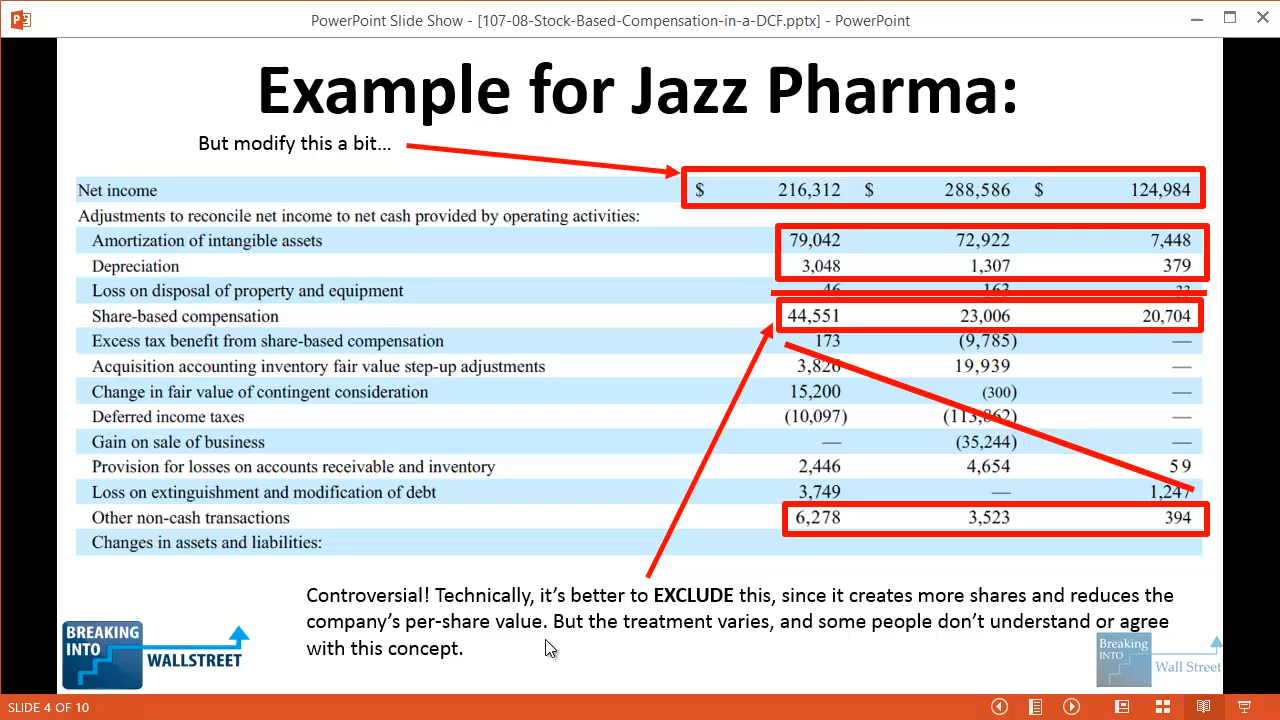 PowerPoint Slide Show - [107-08-Stock-Based-Compensation-in-a-DCF.pptx] - PowerPoint
Example for Jazz Pharma:
But modify this a bit...
Net income $ 216,312 $ 288,586 $ 124,984
Adjustments to reconcile net income to net cash provided by operating activities:
Amortization of intangible assets 79,042 72,922 7,448
Depreciation 3,048 1,307 379
Loss on disposal of property and equipment 46 163
Share-based compensation 44,551 23,006 20,704
Excess tax benefit from share-based compensation 173 (9,785) —
Acquisition accounting inventory fair value step-up adjustments 3,826 19,939 —
Change in fair value of contingent consideration 15,200 (300) —
Deferred income taxes (10,097) (113,862) —
Gain on sale of business — (35,244) —
Provision for losses on accounts receivable and inventory 2,446 4,654 59
Loss on extinguishment and modification of debt 3,749 — 1,247
Other non-cash transactions 6,278 3,523 394
Changes in assets and liabilities:
Controversial! Technically, it's better to EXCLUDE this, since it creates more shares and reduces the
company's per-share value. But the treatment varies, and some people don't understand or agree
with this concept.
BREAKING
INTO
WALLSTREET
Breaking
INTO
Wall Street
SLIDE 4 OF 10